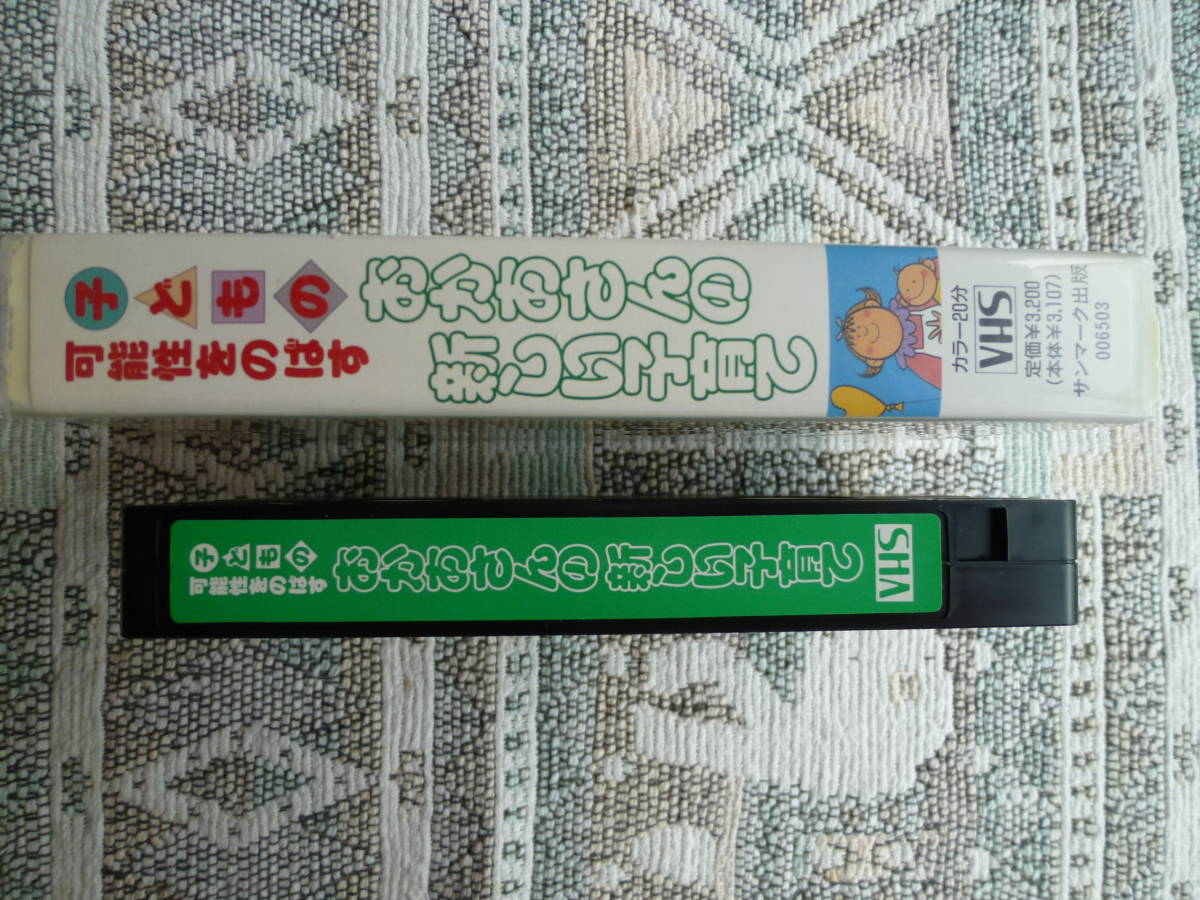 子どもの
可能性をのばす
おかあさんの
新しい子育て
カラー20分
VHS
定価¥3,200
(本体¥3,107)
サンマーク出版
006503
子どもの
可能性をのばす
おかあさんの新しい子育て
VHS